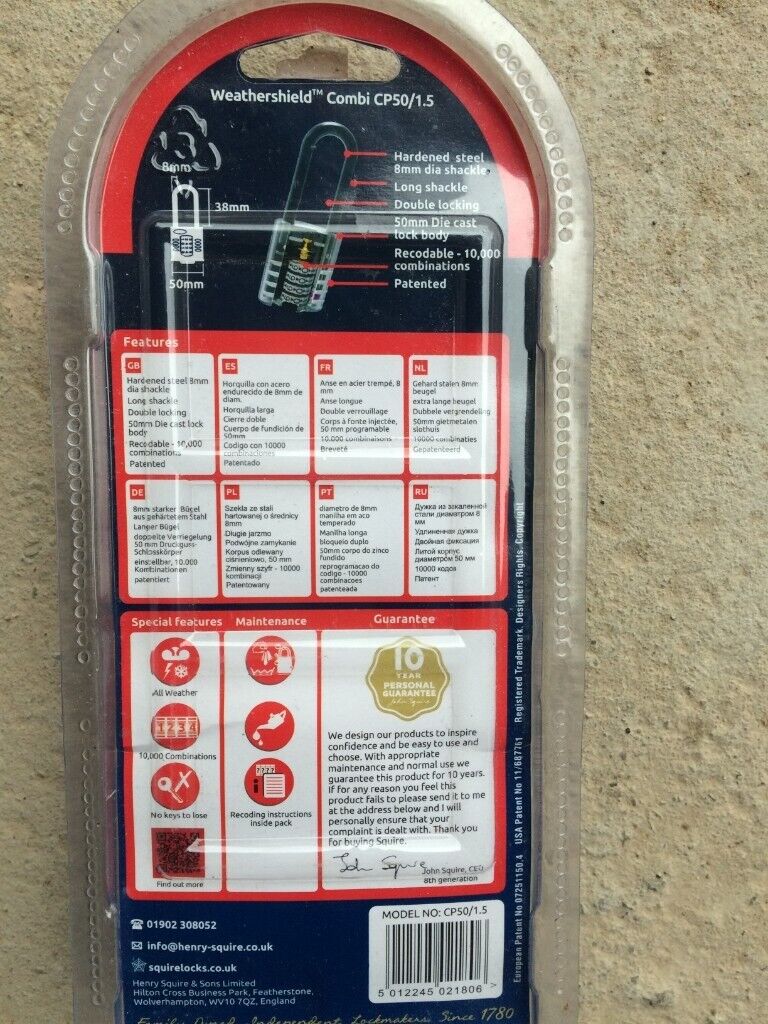 Weathershield™ Combi CP50/1.5
8mm
38mm
50mm
Hardened steel
8mm dia shackle
Long shackle
Double locking
50mm Die cast
lock body
Recodable - 10,000
combinations
Patented
Features
GB
Hardened steel 8mm
dia shackle
Long shackle
Double locking
50mm Die cast lock
body
Recodable - 10,000
combinations
Patented
ES
Horquilla con acero
endurecido de 8mm de
diam.
Horquilla larga
Cierre doble
Cuerpo de fundición de
50mm
Codigo con 10000
combinaciones
Patentado
FR
Anse en acier trempé, 8
mm
Anse longue
Double verrouillage
Corps à fonte injectée,
50 mm programable
10.000 combinaisons
Breveté
NL
Gehard stalen 8mm
beugel
extra lange beugel
Dubbele vergrendeling
50mm gietmetalen
slothuis
10000 combinaties
Gepatenteerd
DE
8mm starker Bügel
aus gehärtetem Stahl
Langer Bügel
doppelte Verriegelung
50 mm Druckguss-
Schlosskörper
einstellbar, 10.000
Kombinationen
patentiert
PL
Szekla ze stali
hartowanej o średnicy
8mm
Długie jarzmo
Podwójne zamykanie
Korpus odlewany
ciśnieniowo, 50 mm
Zmienny szyfr - 10000
kombinacji
Patentowany
PT
diametro de 8mm
manilha em aco
temperado
Manilha longa
bloqueio duplo
50mm corpo do zinco
fundido
reprogramacao do
codigo - 10000
combinacoes
patenteada
RU
Дужка из закаленной
стали диаметром 8
мм
Удлиненная дужка
Двойная фиксация
Литой корпус
диаметром 50 мм
10000 кодов
Патент
Special features
All Weather
10,000 Combinations
No keys to lose
Find out more
Maintenance
Recoding instructions
inside pack
Guarantee
10
YEAR
PERSONAL
GUARANTEE
John Squire
We design our products to inspire
confidence and be easy to use and
choose. With appropriate
maintenance and normal use we
guarantee this product for 10 years.
If for any reason you feel this
product fails to please send it to me
at the address below and I will
personally ensure that your
complaint is dealt with. Thank you
for buying Squire.
John Squire
John Squire, CEO
8th generation
European Patent No 07251150.4 USA Patent No 11/687761 Registered Trademark, Designers Rights, Copyright
01902 308052
info@henry-squire.co.uk
squirelocks.co.uk
Henry Squire & Sons Limited
Hilton Cross Business Park, Featherstone,
Wolverhampton, WV10 7QZ, England
MODEL NO: CP50/1.5
5 012245 021806 >
Family Owned Independent Lockmakers Since 1780